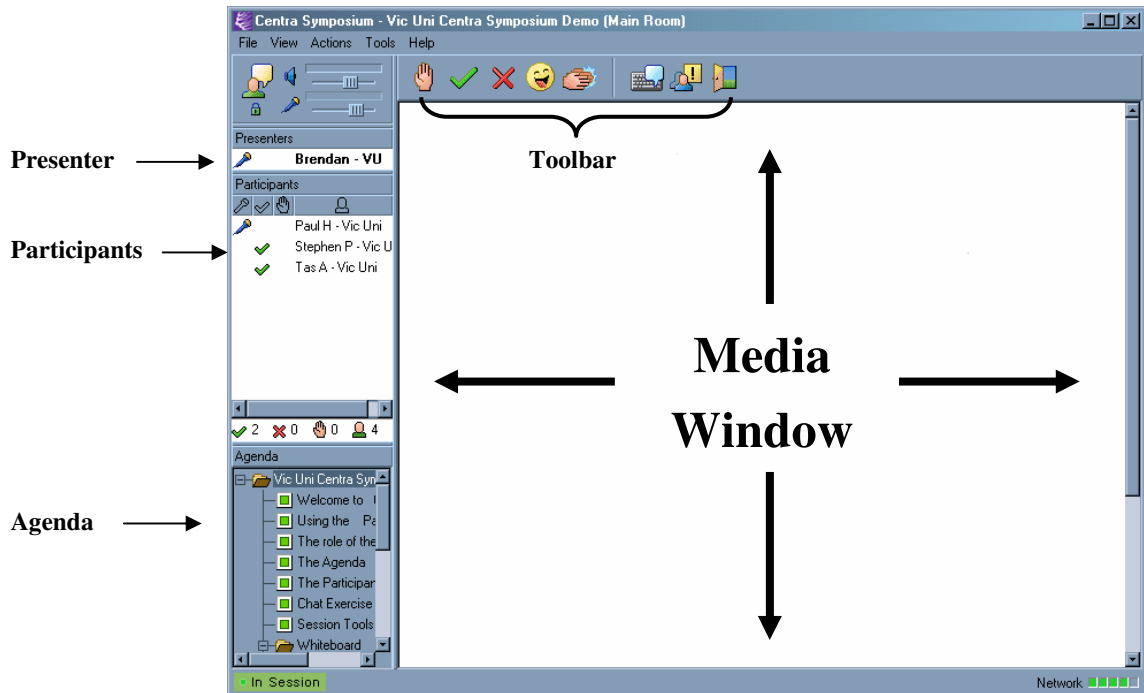 Centra Symposium - Vic Uni Centra Symposium Demo (Main Room)
File View Actions Tools Help
Presenters
Presenter
Brendan - VU
Toolbar
Participants
Paul H - Vic Uni
Participants
Stephen P - Vic U
Tas A - Vic Uni
Media
Window
2 0 0 4
Agenda
Vic Uni Centra Sym
Welcome to
Agenda
Using the Pa
The role of the
The Agenda
The Participan
Chat Exercise
Session Tools
Whiteboard
In Session
Network